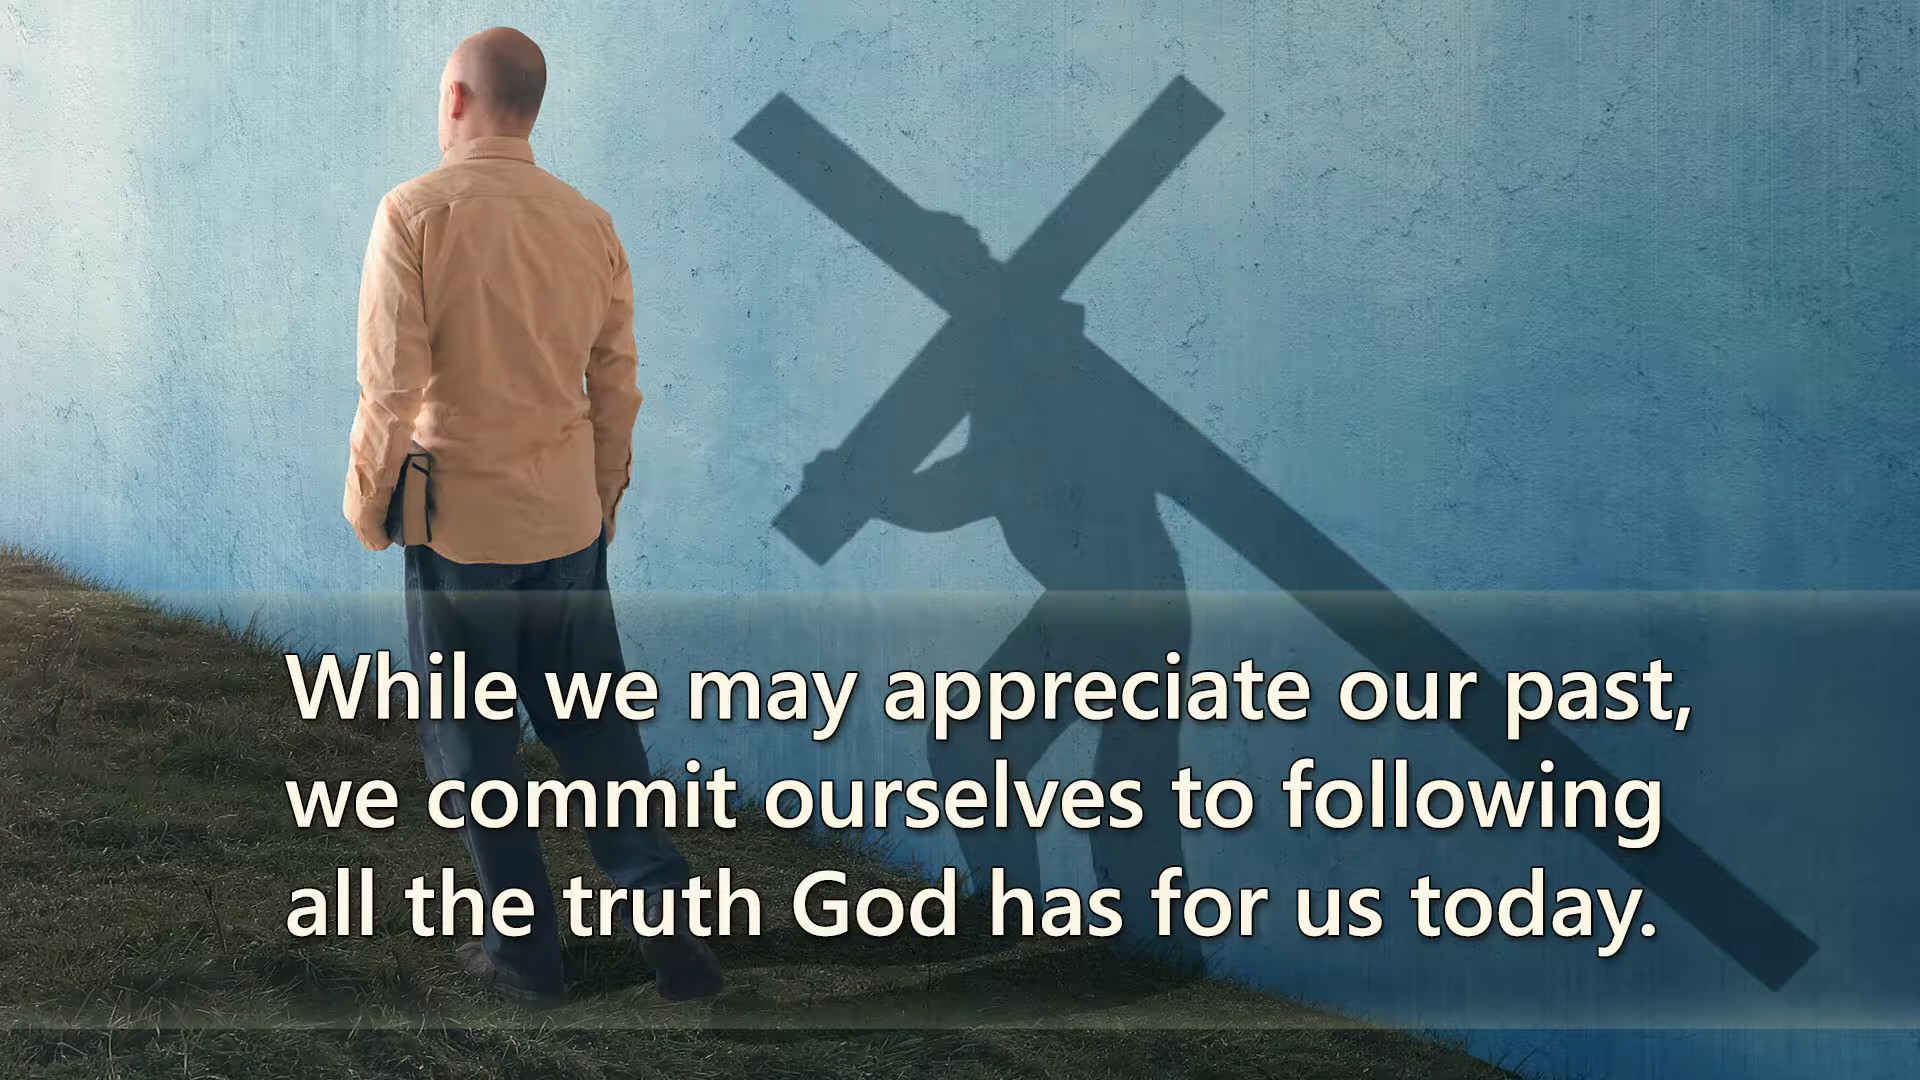 While we may appreciate our past,
we commit ourselves to following
all the truth God has for us today.